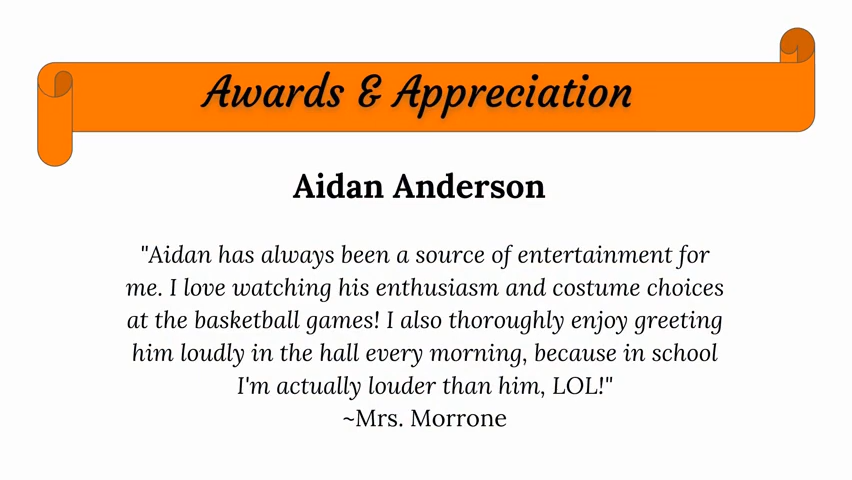 Awards & Appreciation
Aidan Anderson
"Aidan has always been a source of entertainment for
me. I love watching his enthusiasm and costume choices
at the basketball games! I also thoroughly enjoy greeting
him loudly in the hall every morning, because in school
I'm actually louder than him, LOL!"
~Mrs. Morrone